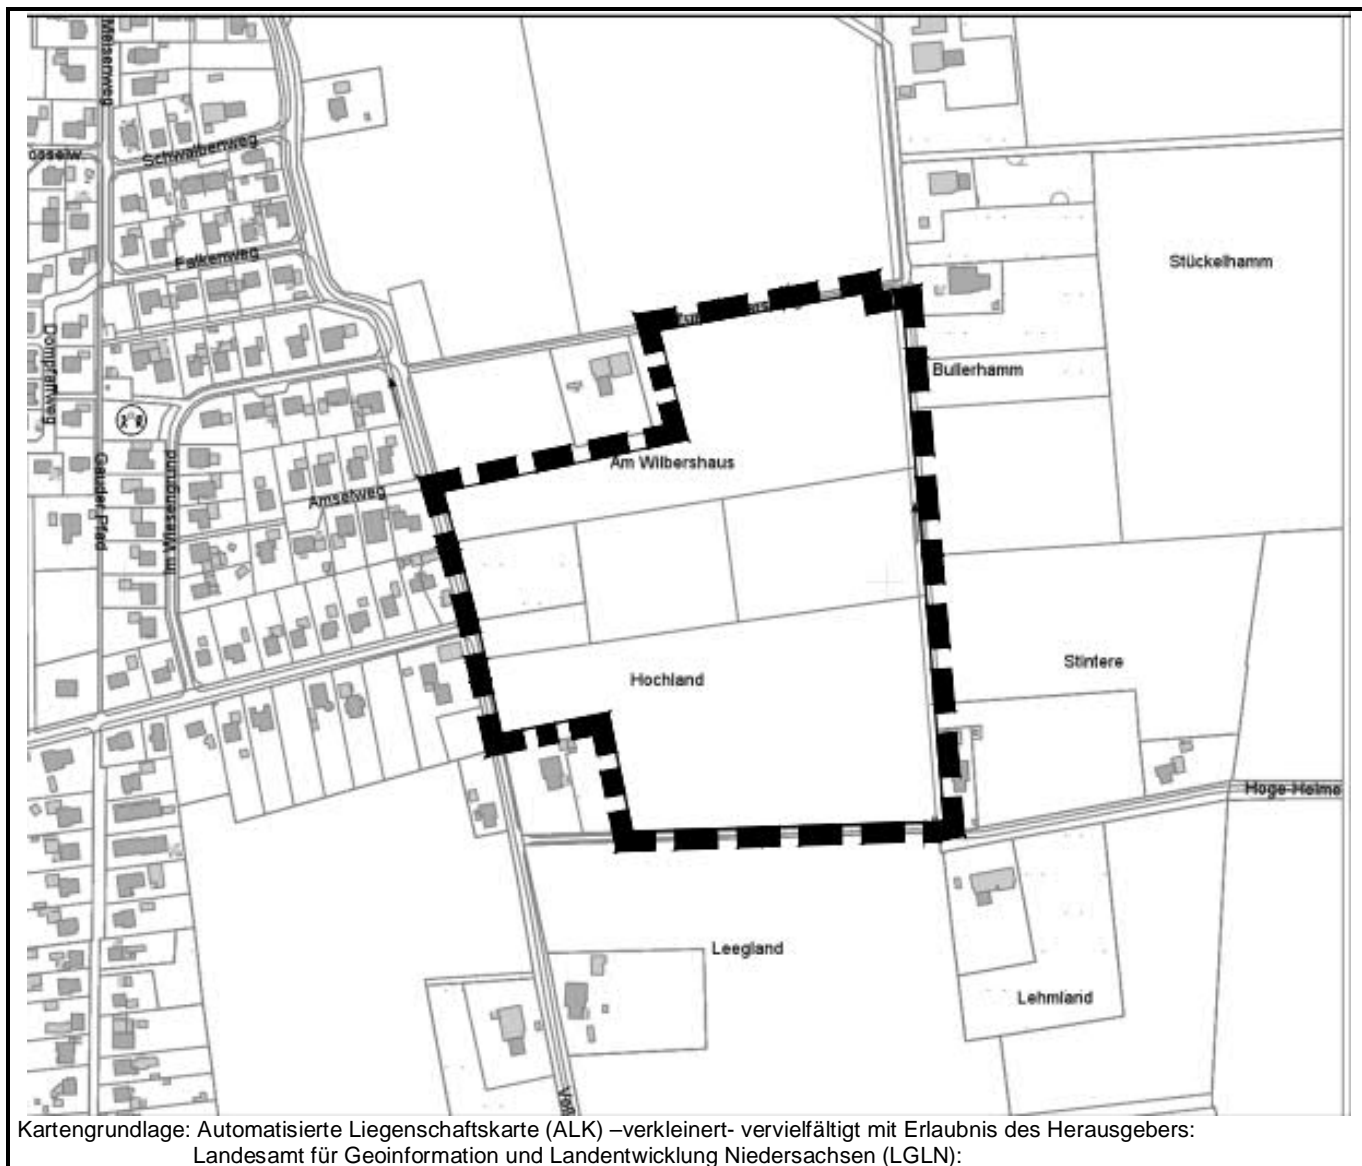 Meisenweg
Schwalbenweg
osselw.
Falkenweg
Stückelhamm
Dompfaffweg
Bullerhamm
Gauder Pfad
Im Wiesengrund
Amselweg
Am Wilbershaus
Stintere
Hochland
Hoge-Helme
Leegland
Lehmland
Kartengrundlage: Automatisierte Liegenschaftskarte (ALK) –verkleinert- vervielfältigt mit Erlaubnis des Herausgebers:
Landesamt für Geoinformation und Landentwicklung Niedersachsen (LGLN):